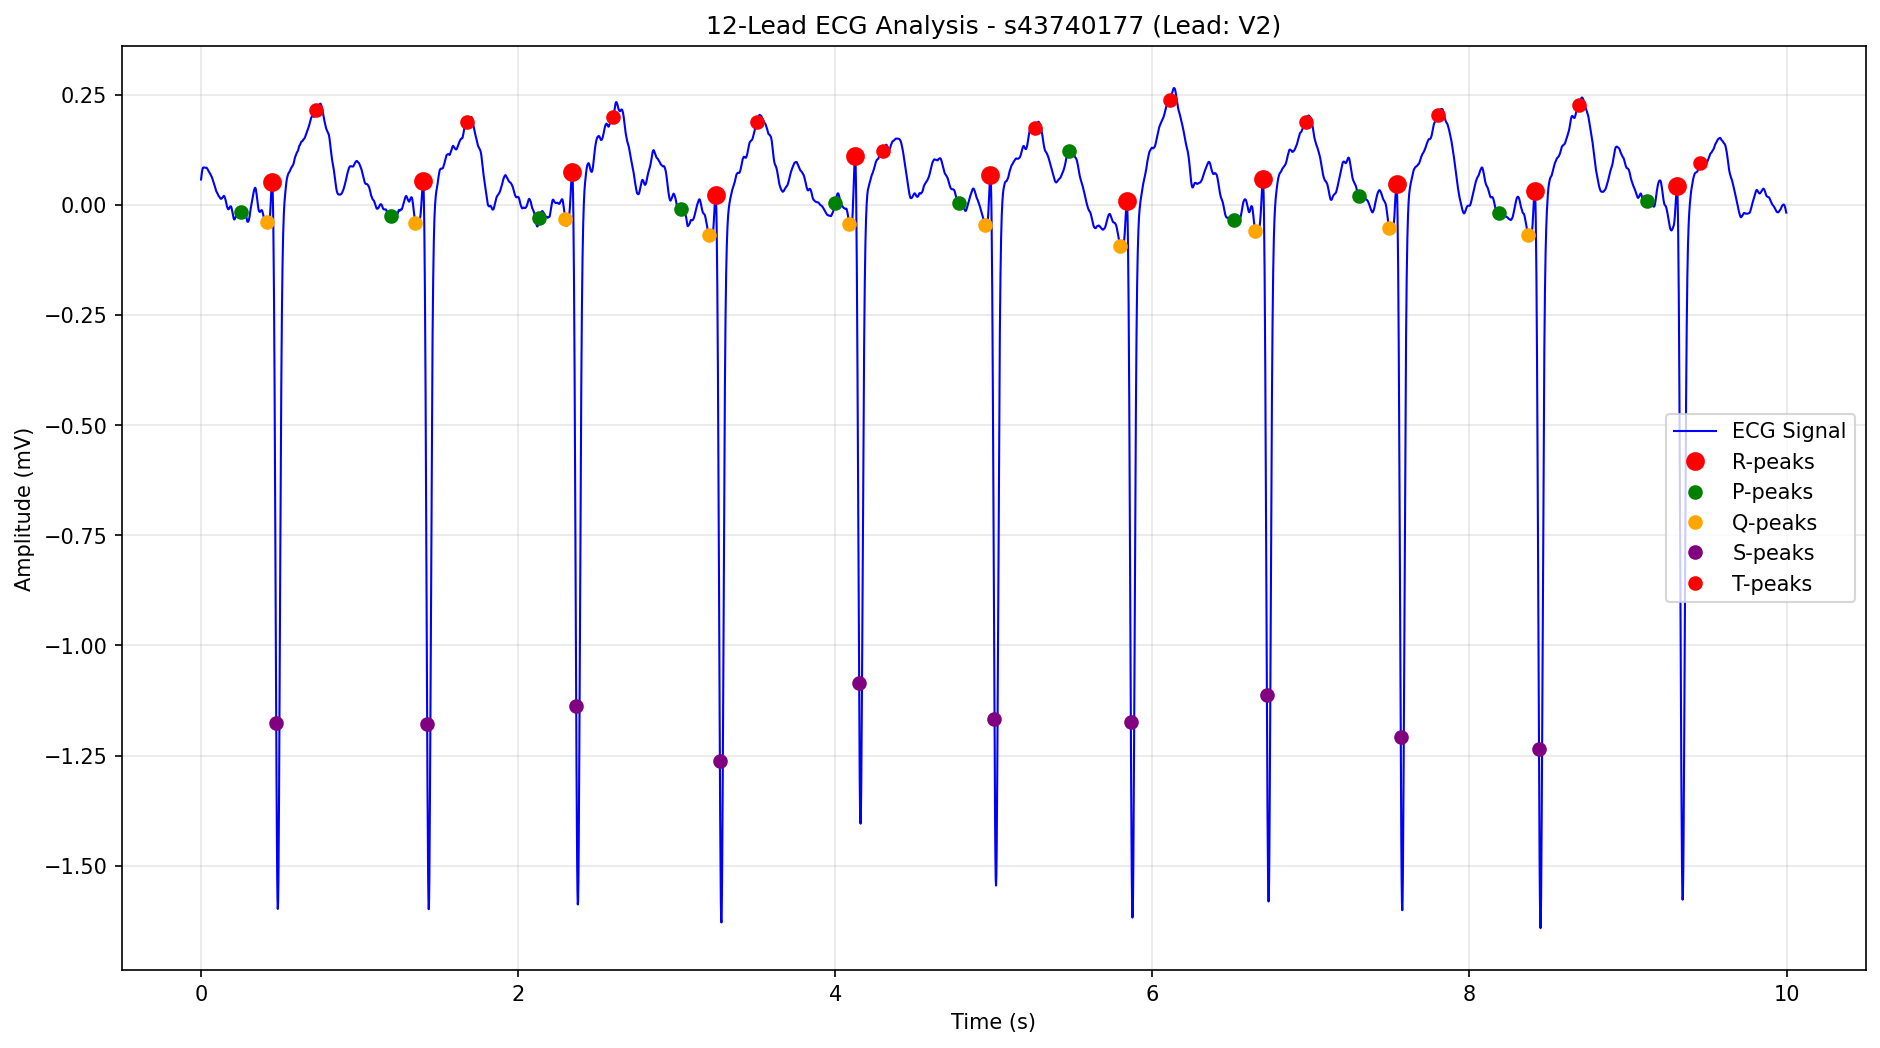 12-Lead ECG Analysis - s43740177 (Lead: V2)
0.25
0.00
−0.25
−0.50
−0.75
−1.00
−1.25
−1.50
Amplitude (mV)
ECG Signal
R-peaks
P-peaks
Q-peaks
S-peaks
T-peaks
0 2 4 6 8 10
Time (s)